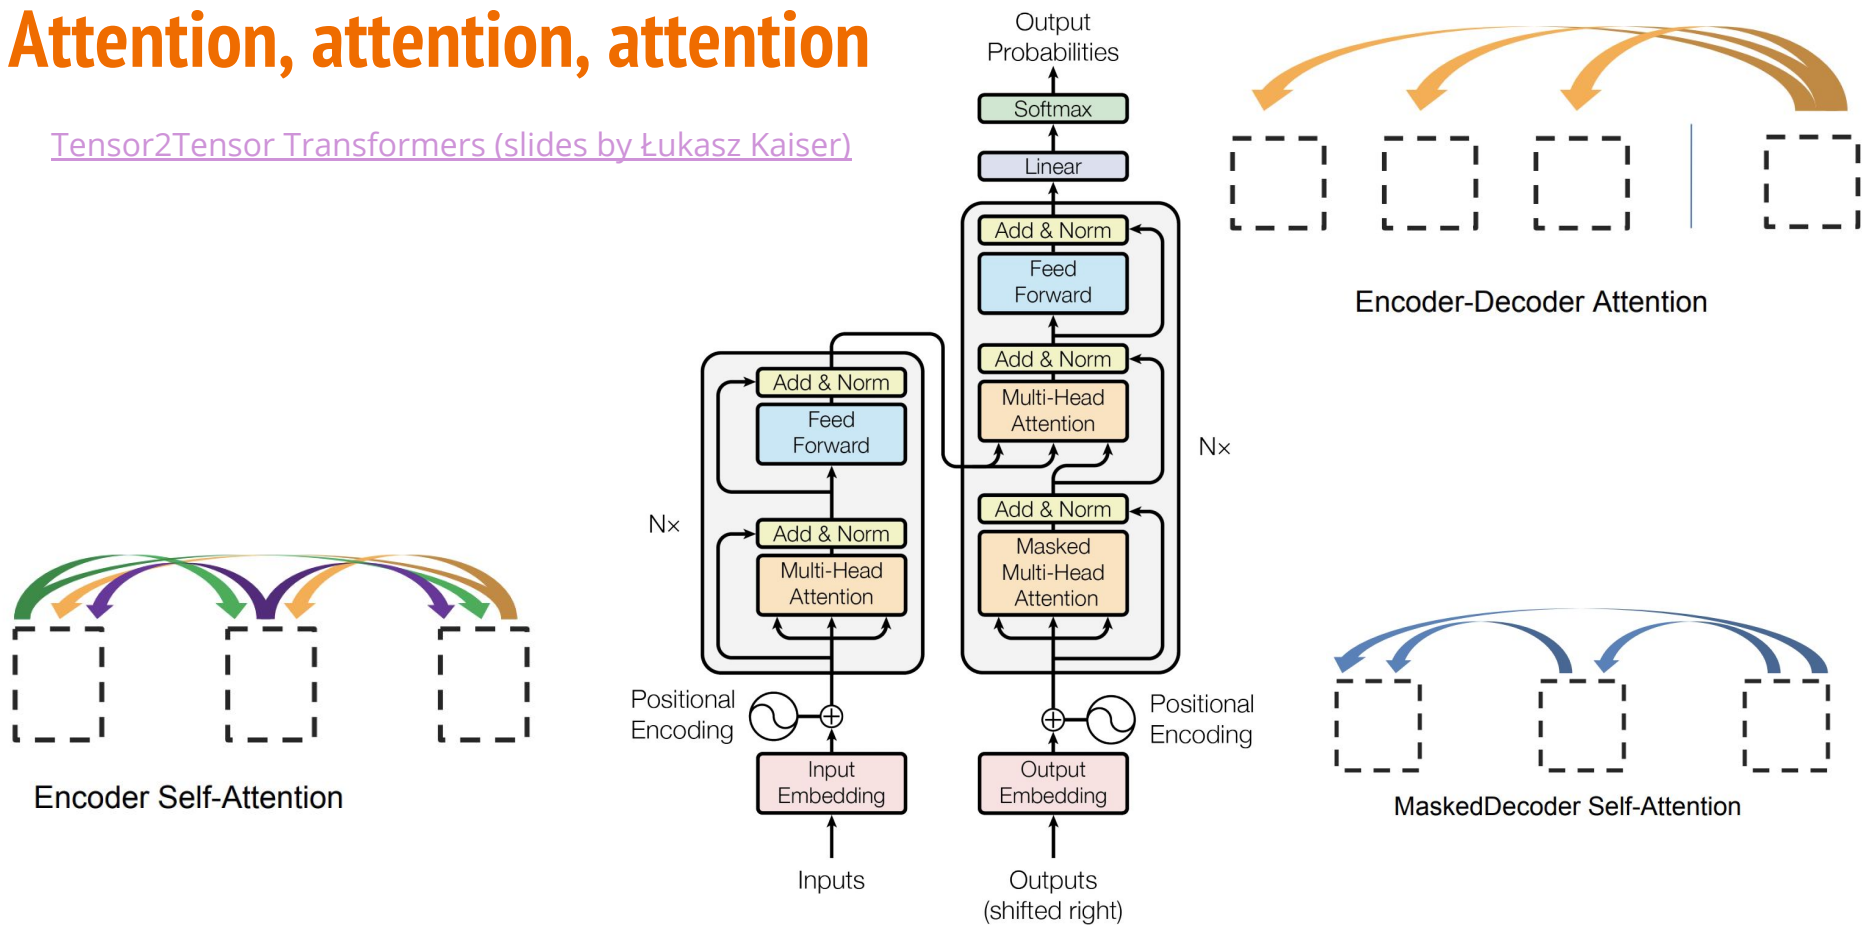 Attention, attention, attention
Tensor2Tensor Transformers (slides by Łukasz Kaiser)
Output
Probabilities
Softmax
Linear
Add & Norm
Feed
Forward
Add & Norm
Multi-Head
Attention
N×
Add & Norm
Masked
Multi-Head
Attention
Positional
Encoding
Output
Embedding
Outputs
(shifted right)
Add & Norm
Feed
Forward
N×
Add & Norm
Multi-Head
Attention
Positional
Encoding
Input
Embedding
Inputs
Encoder Self-Attention
Encoder-Decoder Attention
MaskedDecoder Self-Attention